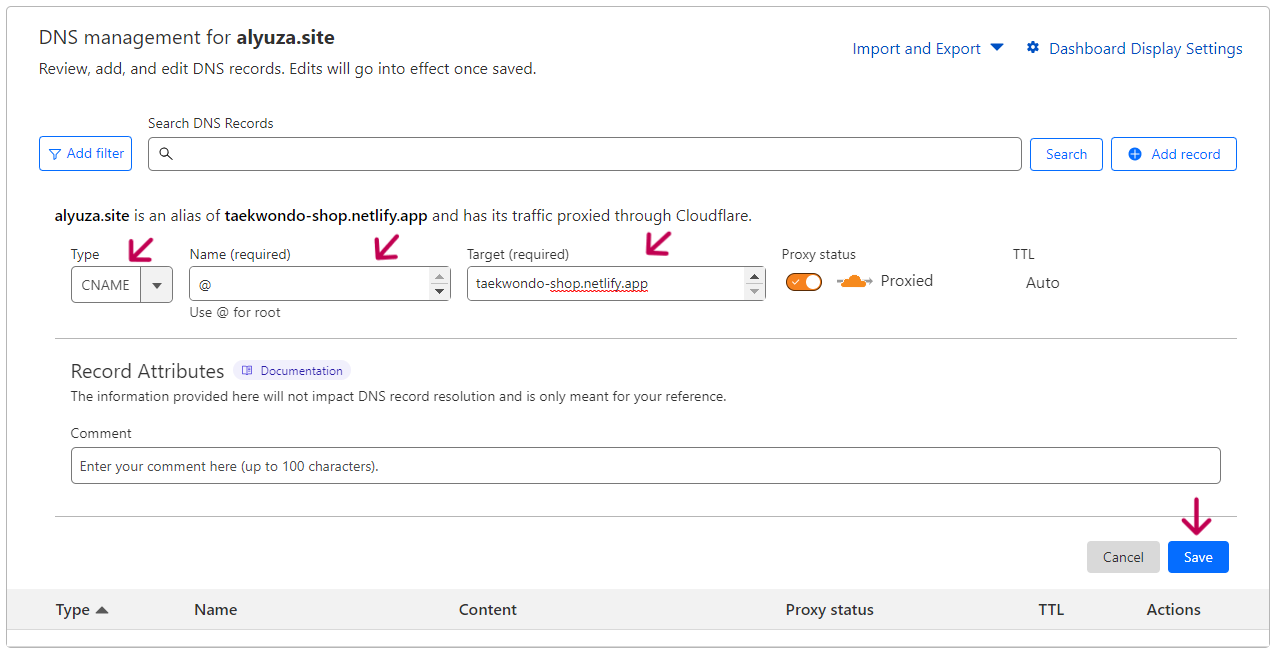 DNS management for alyuza.site
Import and Export
Dashboard Display Settings
Review, add, and edit DNS records. Edits will go into effect once saved.
Search DNS Records
Add filter
Search
Add record
alyuza.site is an alias of taekwondo-shop.netlify.app and has its traffic proxied through Cloudflare.
Type
Name (required)
Target (required)
Proxy status
TTL
CNAME
@
taekwondo-shop.netlify.app
Proxied
Auto
Use @ for root
Record Attributes
Documentation
The information provided here will not impact DNS record resolution and is only meant for your reference.
Comment
Enter your comment here (up to 100 characters).
Cancel
Save
Type
Name
Content
Proxy status
TTL
Actions